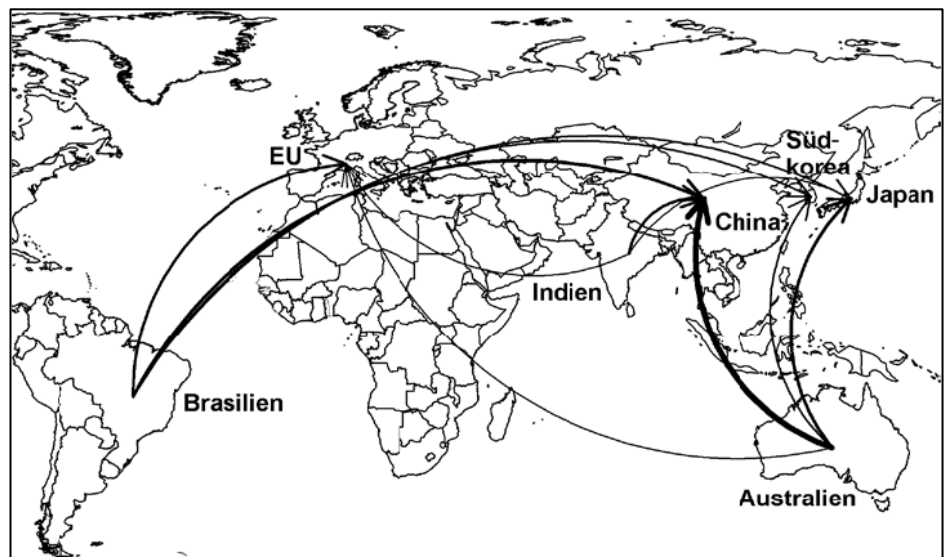 EU
Süd-
korea
Japan
China
Indien
Brasilien
Australien